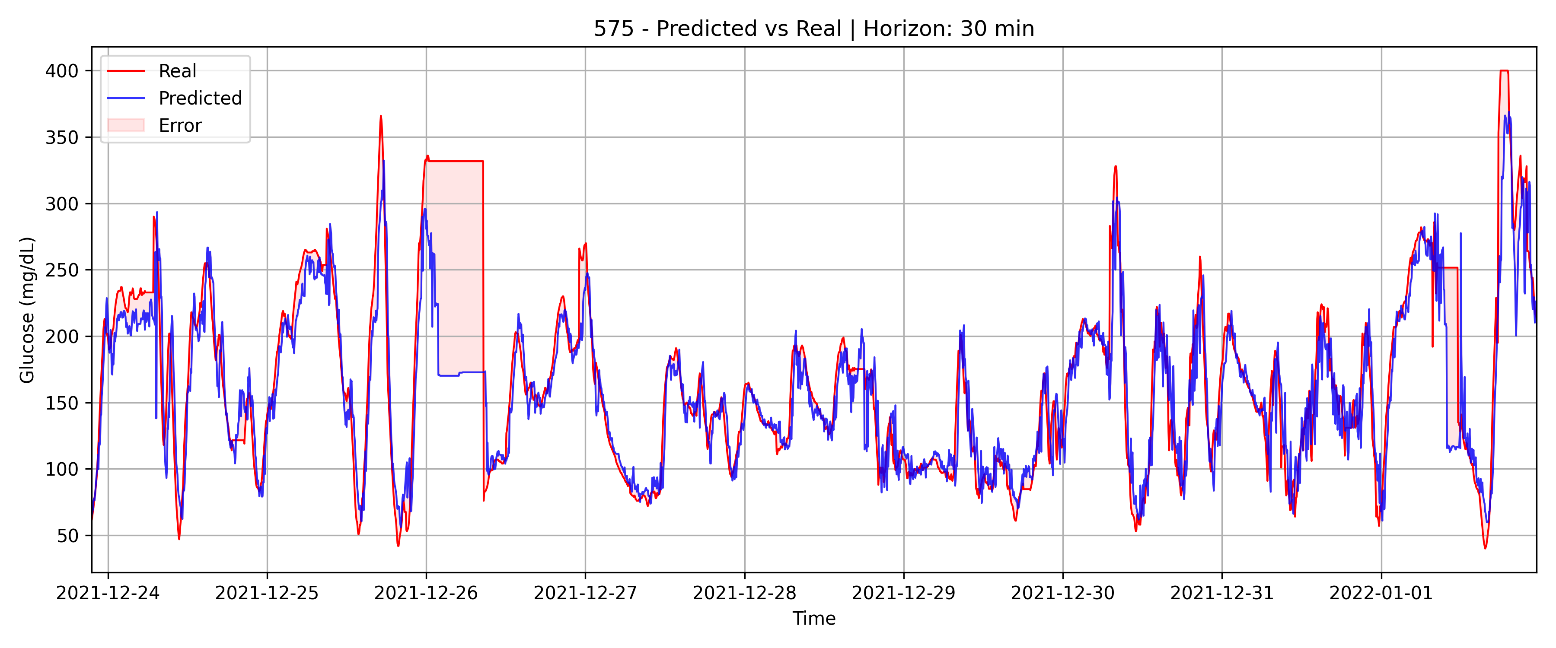 575 - Predicted vs Real | Horizon: 30 min
Real
Predicted
Error
Glucose (mg/dL)
400
350
300
250
200
150
100
50
2021-12-24
2021-12-25
2021-12-26
2021-12-27
2021-12-28
2021-12-29
2021-12-30
2021-12-31
2022-01-01
Time